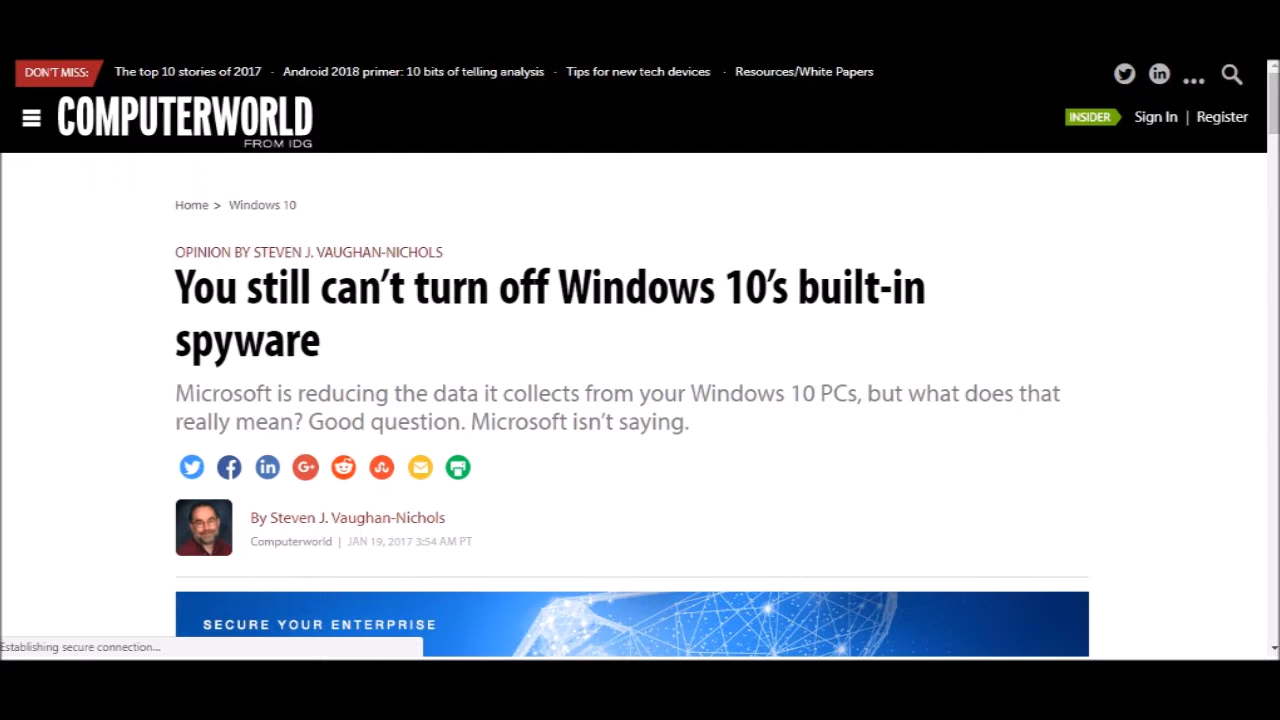 DON'T MISS: The top 10 stories of 2017 - Android 2018 primer: 10 bits of telling analysis - Tips for new tech devices - Resources/White Papers
COMPUTERWORLD
FROM IDG
INSIDER Sign In | Register
Home > Windows 10
OPINION BY STEVEN J. VAUGHAN-NICHOLS
You still can't turn off Windows 10's built-in
spyware
Microsoft is reducing the data it collects from your Windows 10 PCs, but what does that
really mean? Good question. Microsoft isn't saying.
By Steven J. Vaughan-Nichols
Computerworld | JAN 19, 2017 3:54 AM PT
SECURE YOUR ENTERPRISE
Establishing secure connection...